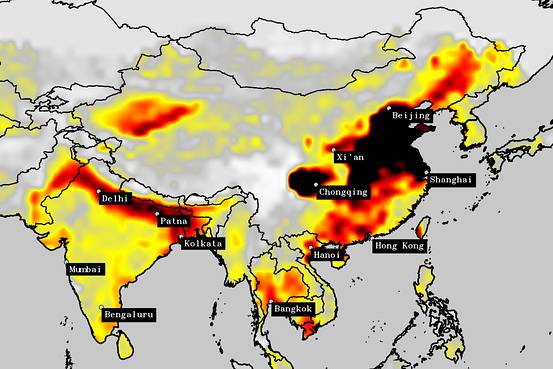 Beijing
Xi'an
Shanghai
Chongqing
Delhi
Patna
Kolkata
Hong Kong
Hanoi
Mumbai
Bangkok
Bengaluru